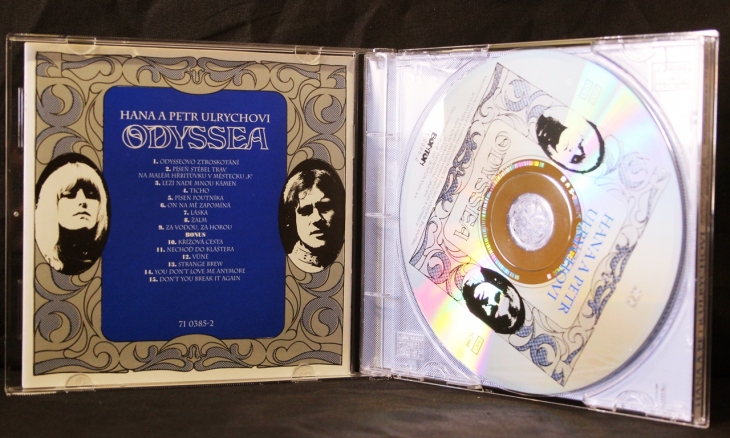 HANA A PETR ULRYCHOVI
ODYSSEA
1. ODYSSEOVO ZTROSKOTÁNÍ
2. PÍSEŇ STÉBEL TRAV
NA MALÉM HŘBITŮVKU V MĚSTEČKU „K“
3. LEŽÍ NADE MNOU KÁMEN
4. TICHO
5. PÍSEŇ POUTNÍKA
6. ON NA MĚ ZAPOMÍNÁ
7. LÁSKA
8. ŽALM
9. ZA VODOU, ZA HOROU
BONUS
10. KŘÍŽOVÁ CESTA
11. NECHOĎ DO KLÁŠTERA
12. VŮNĚ
13. STRANGE BREW
14. YOU DON'T LOVE ME ANYMORE
15. DON'T YOU BREAK IT AGAIN
71 0385-2
BONTON
ODYSSEA
HANA A PETR
ULRYCHOVI